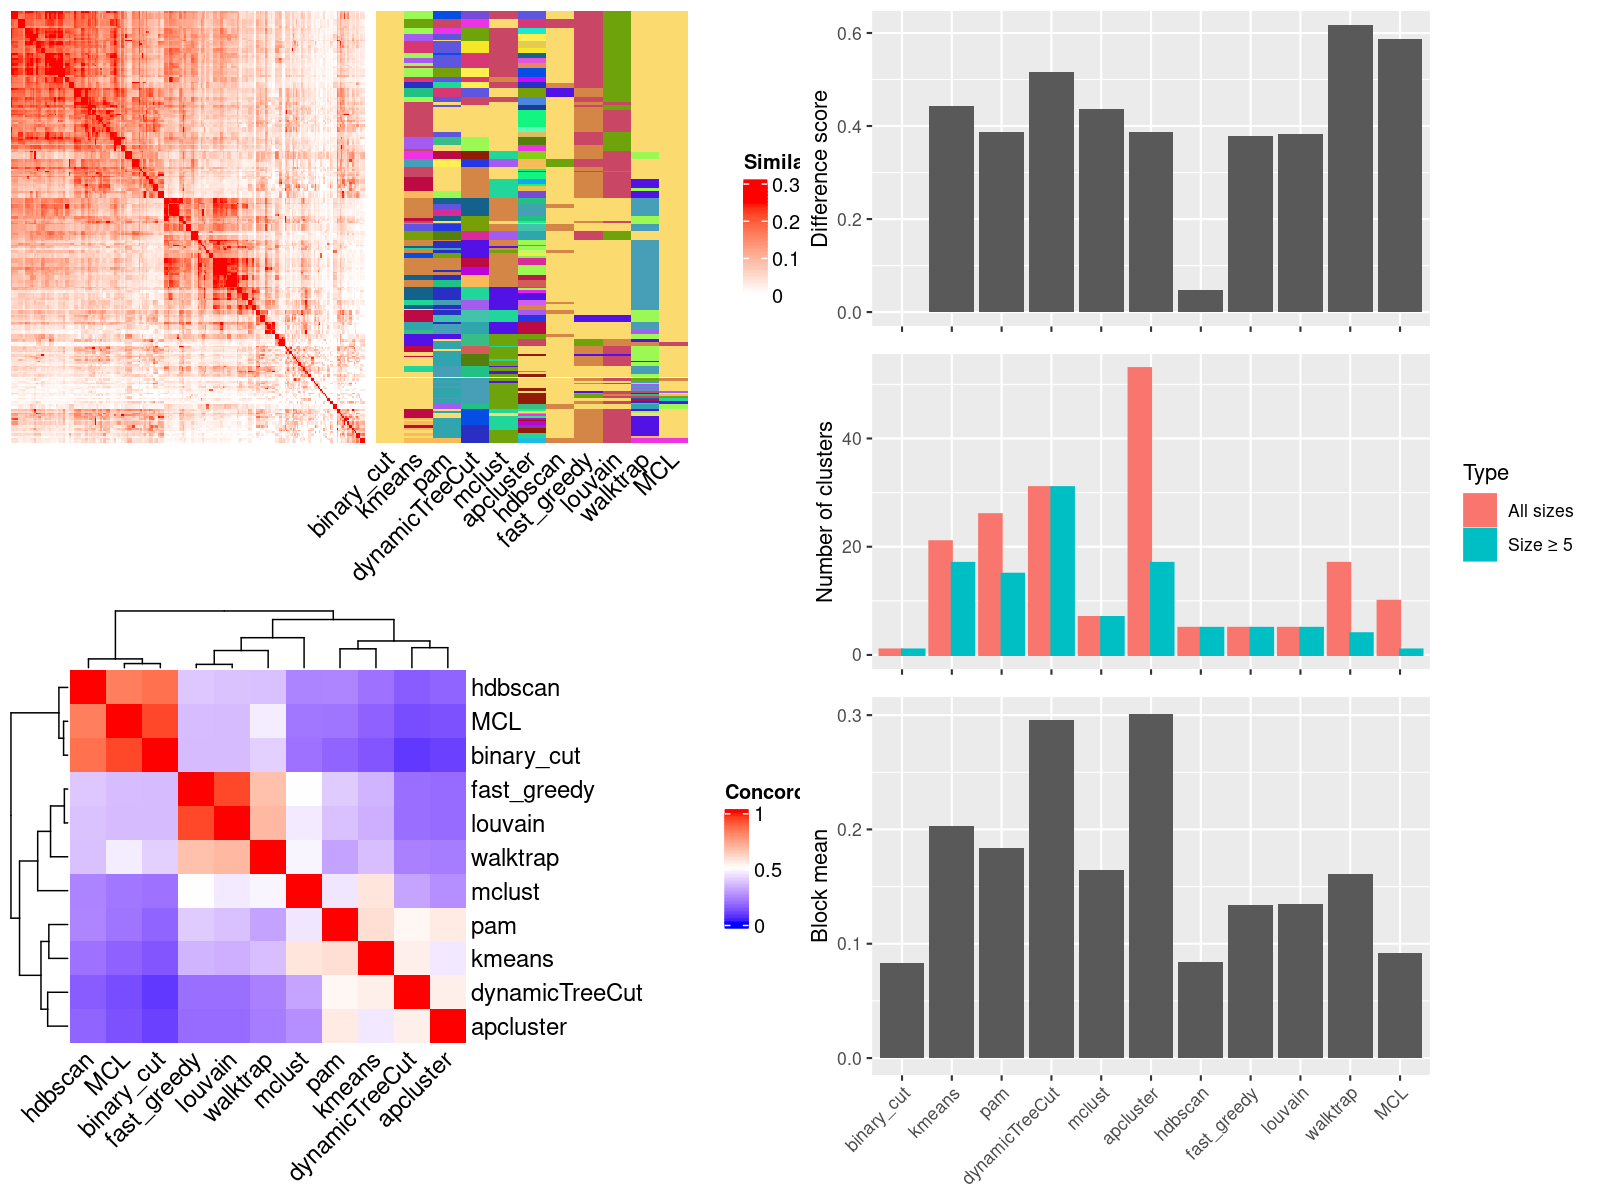 Simila
0.3
0.2
0.1
0
binary_cut
kmeans
pam
dynamicTreeCut
mclust
apcluster
hdbscan
fast_greedy
louvain
walktrap
MCL
hdbscan
MCL
binary_cut
fast_greedy
louvain
walktrap
mclust
pam
kmeans
dynamicTreeCut
apcluster
Concord
1
0.5
0
hdbscan
MCL
binary_cut
fast_greedy
louvain
walktrap
mclust
pam
kmeans
dynamicTreeCut
apcluster
Difference score
0.6
0.4
0.2
0.0
Number of clusters
40
20
0
Type
All sizes
Size ≥ 5
Block mean
0.3
0.2
0.1
0.0
binary_cut
kmeans
pam
dynamicTreeCut
mclust
apcluster
hdbscan
fast_greedy
louvain
walktrap
MCL